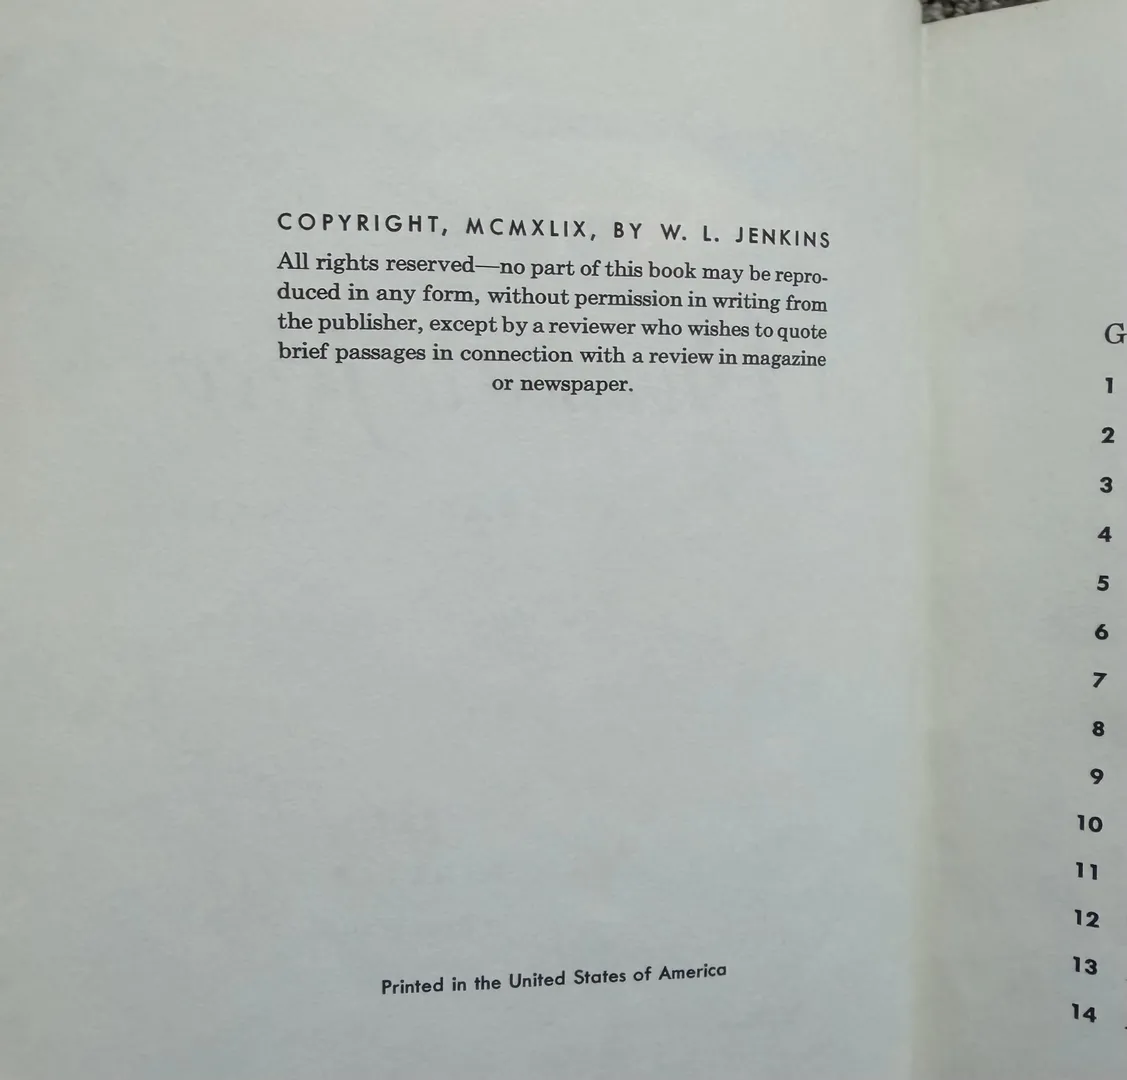 COPYRIGHT, MCMXLIX, BY W. L. JENKINS
All rights reserved—no part of this book may be repro-
duced in any form, without permission in writing from
the publisher, except by a reviewer who wishes to quote
brief passages in connection with a review in magazine
or newspaper.
Printed in the United States of America
G
1
2
3
4
5
6
7
8
9
10
11
12
13
14